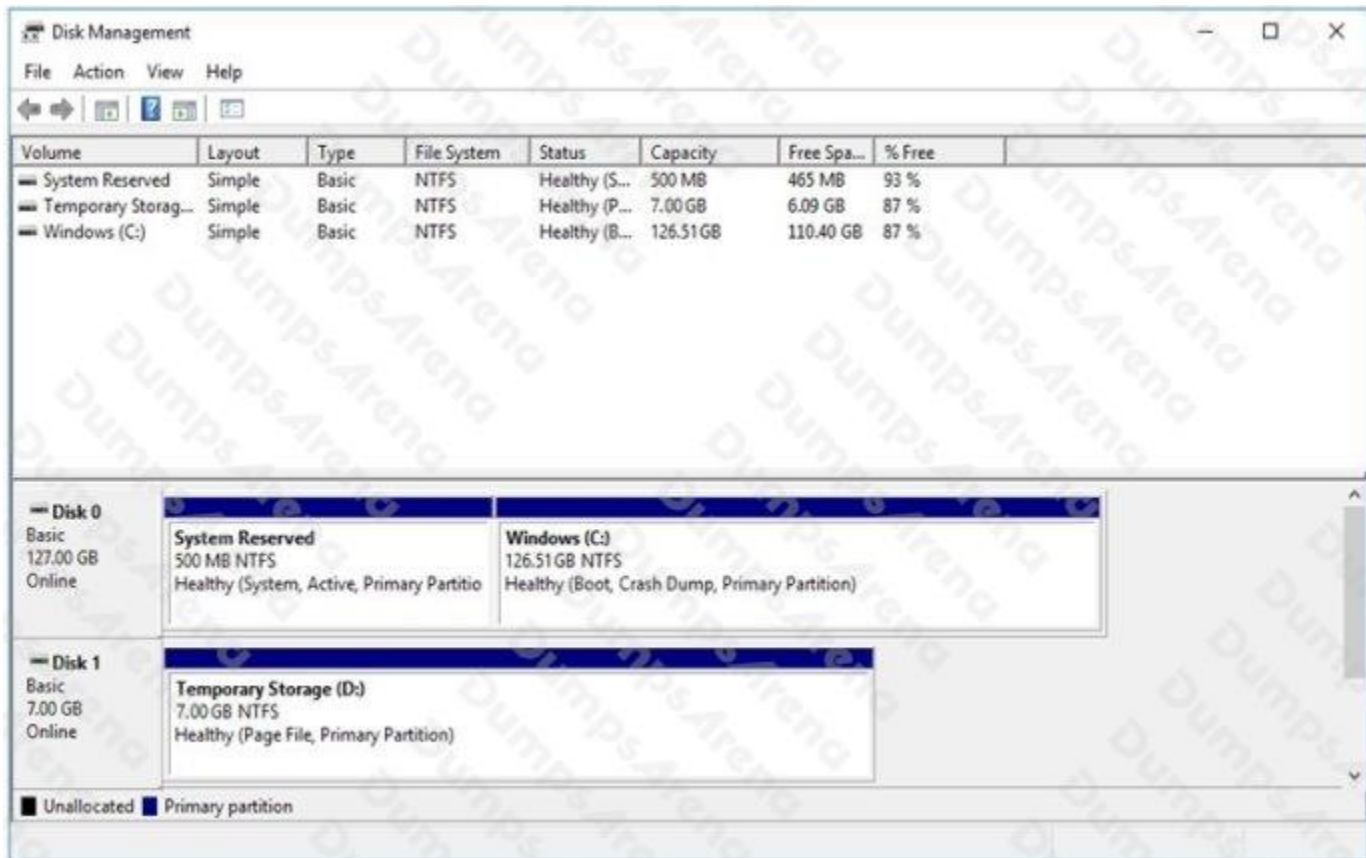 Disk Management
File Action View Help
Volume Layout Type File System Status Capacity Free Spa... % Free
System Reserved Simple Basic NTFS Healthy (S... 500 MB 465 MB 93 %
Temporary Storag... Simple Basic NTFS Healthy (P... 7.00 GB 6.09 GB 87 %
Windows (C:) Simple Basic NTFS Healthy (B... 126.51 GB 110.40 GB 87 %
Disk 0
Basic
127.00 GB
Online
System Reserved
500 MB NTFS
Healthy (System, Active, Primary Partitio
Windows (C:)
126.51 GB NTFS
Healthy (Boot, Crash Dump, Primary Partition)
Disk 1
Basic
7.00 GB
Online
Temporary Storage (D:)
7.00 GB NTFS
Healthy (Page File, Primary Partition)
Unallocated Primary partition
DumpsArena